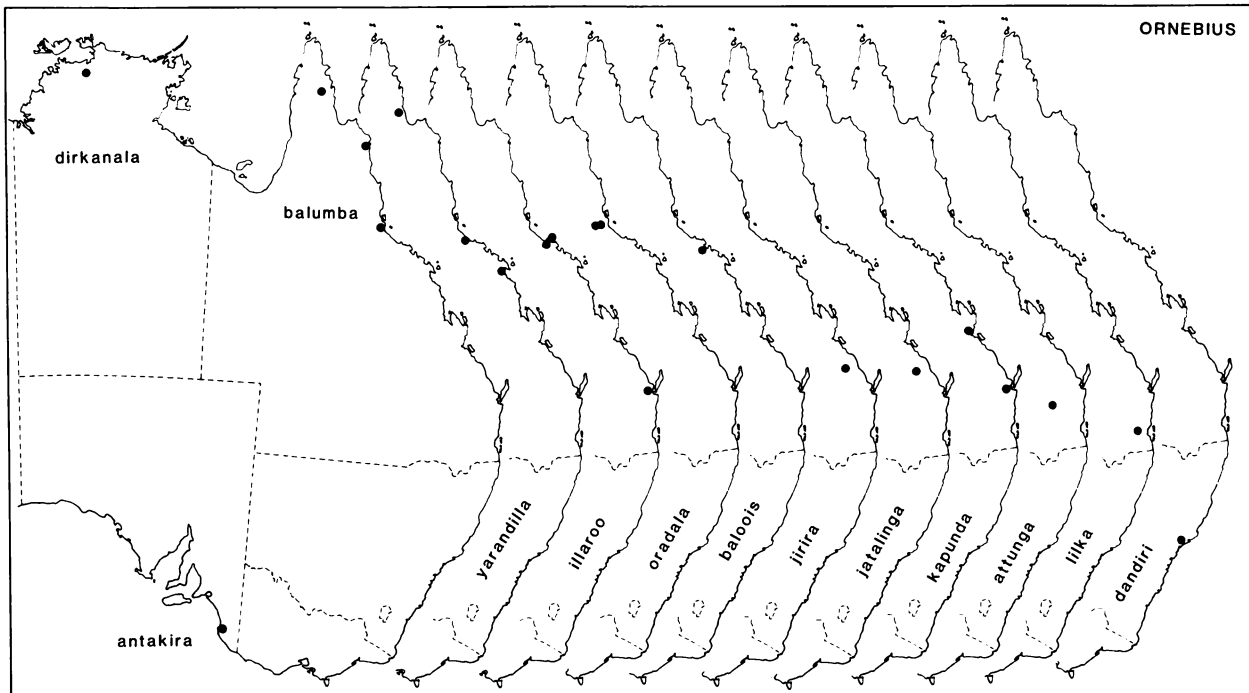 ORNEBIUS
dirkanala
balumba
yarandilla
illaroo
oradala
baloois
jirira
jatalinga
kapunda
attunga
lilka
dandiri
antakira